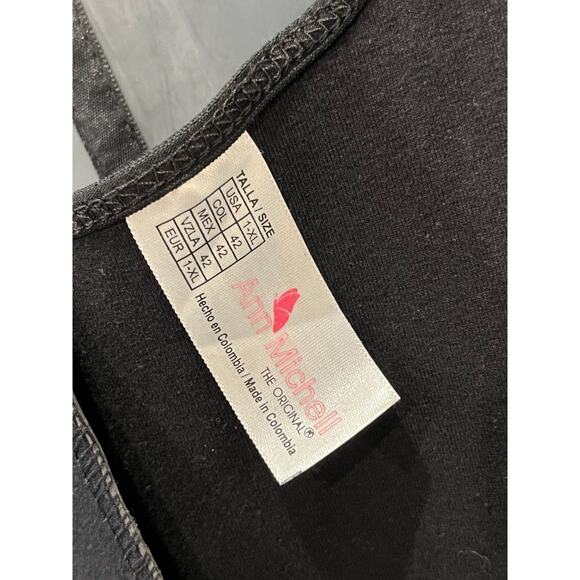 TALLA / SIZE
USA 1-XL
COL 42
MEX 42
VZLA 42
EUR 1-XL
Ann Michell
THE ORIGINAL®
Hecho en Colombia / Made in Colombia